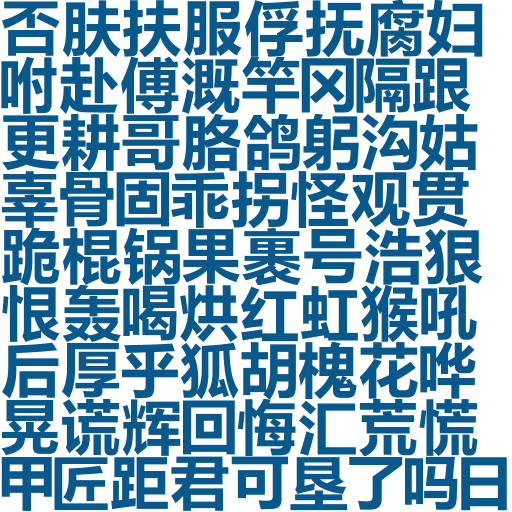 否肤扶服俘抚腐妇
咐赴傅溉竿冈隔跟
更耕哥胳鸽躬沟姑
辜骨固乖拐怪观贯
跪棍锅果裹号浩狠
恨轰喝烘红虹猴吼
后厚乎狐胡槐花哗
晃谎辉回悔汇荒慌
甲匠距君可垦了吗日